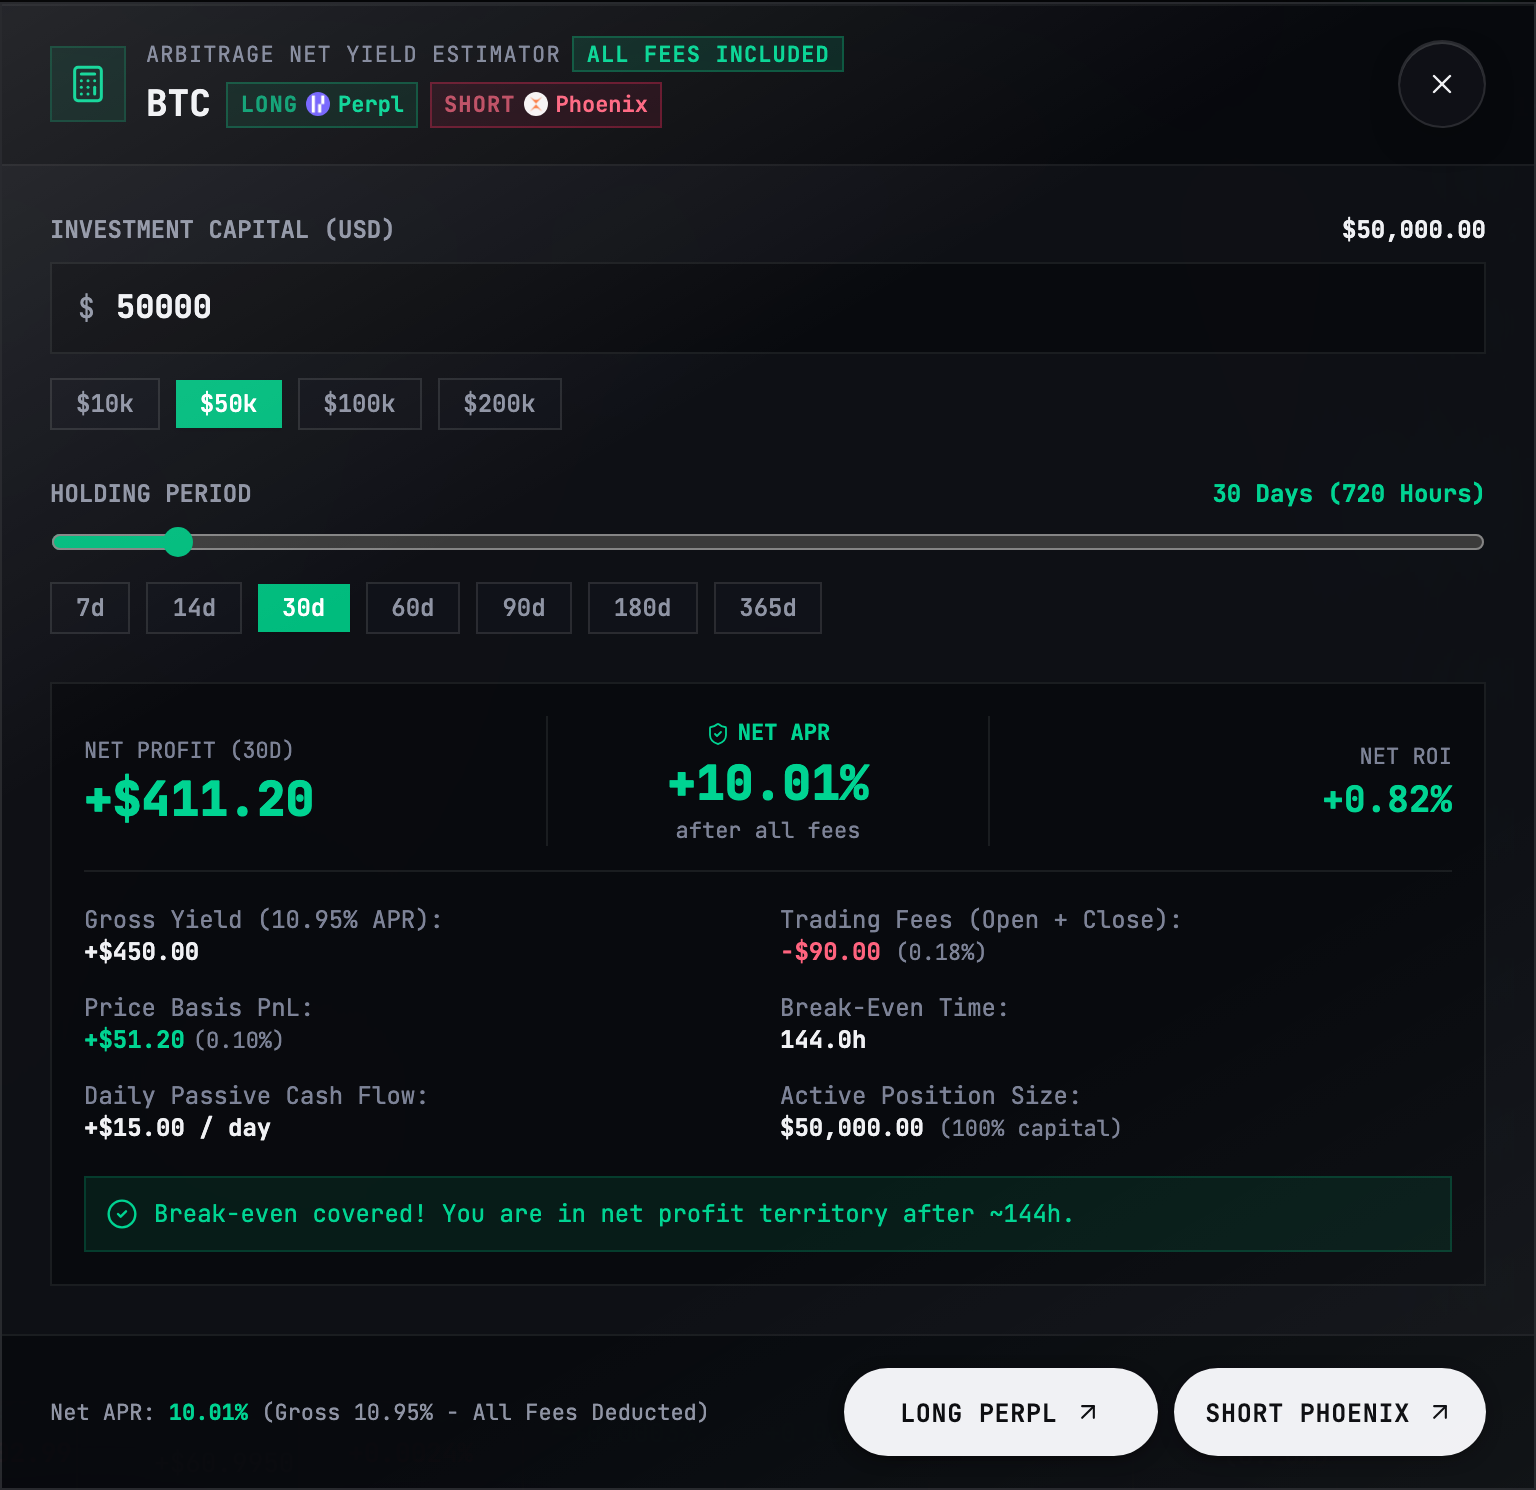 ARBITRAGE NET YIELD ESTIMATOR ALL FEES INCLUDED
BTC LONG Perpl SHORT Phoenix
INVESTMENT CAPITAL (USD) $50,000.00
$ 50000
$10k $50k $100k $200k
HOLDING PERIOD 30 Days (720 Hours)
7d 14d 30d 60d 90d 180d 365d
NET PROFIT (30D)
+$411.20
NET APR
+10.01%
after all fees
NET ROI
+0.82%
Gross Yield (10.95% APR):
+$450.00
Trading Fees (Open + Close):
-$90.00 (0.18%)
Price Basis PnL:
+$51.20 (0.10%)
Break-Even Time:
144.0h
Daily Passive Cash Flow:
+$15.00 / day
Active Position Size:
$50,000.00 (100% capital)
Break-even covered! You are in net profit territory after ~144h.
Net APR: 10.01% (Gross 10.95% - All Fees Deducted)
LONG PERPL
SHORT PHOENIX